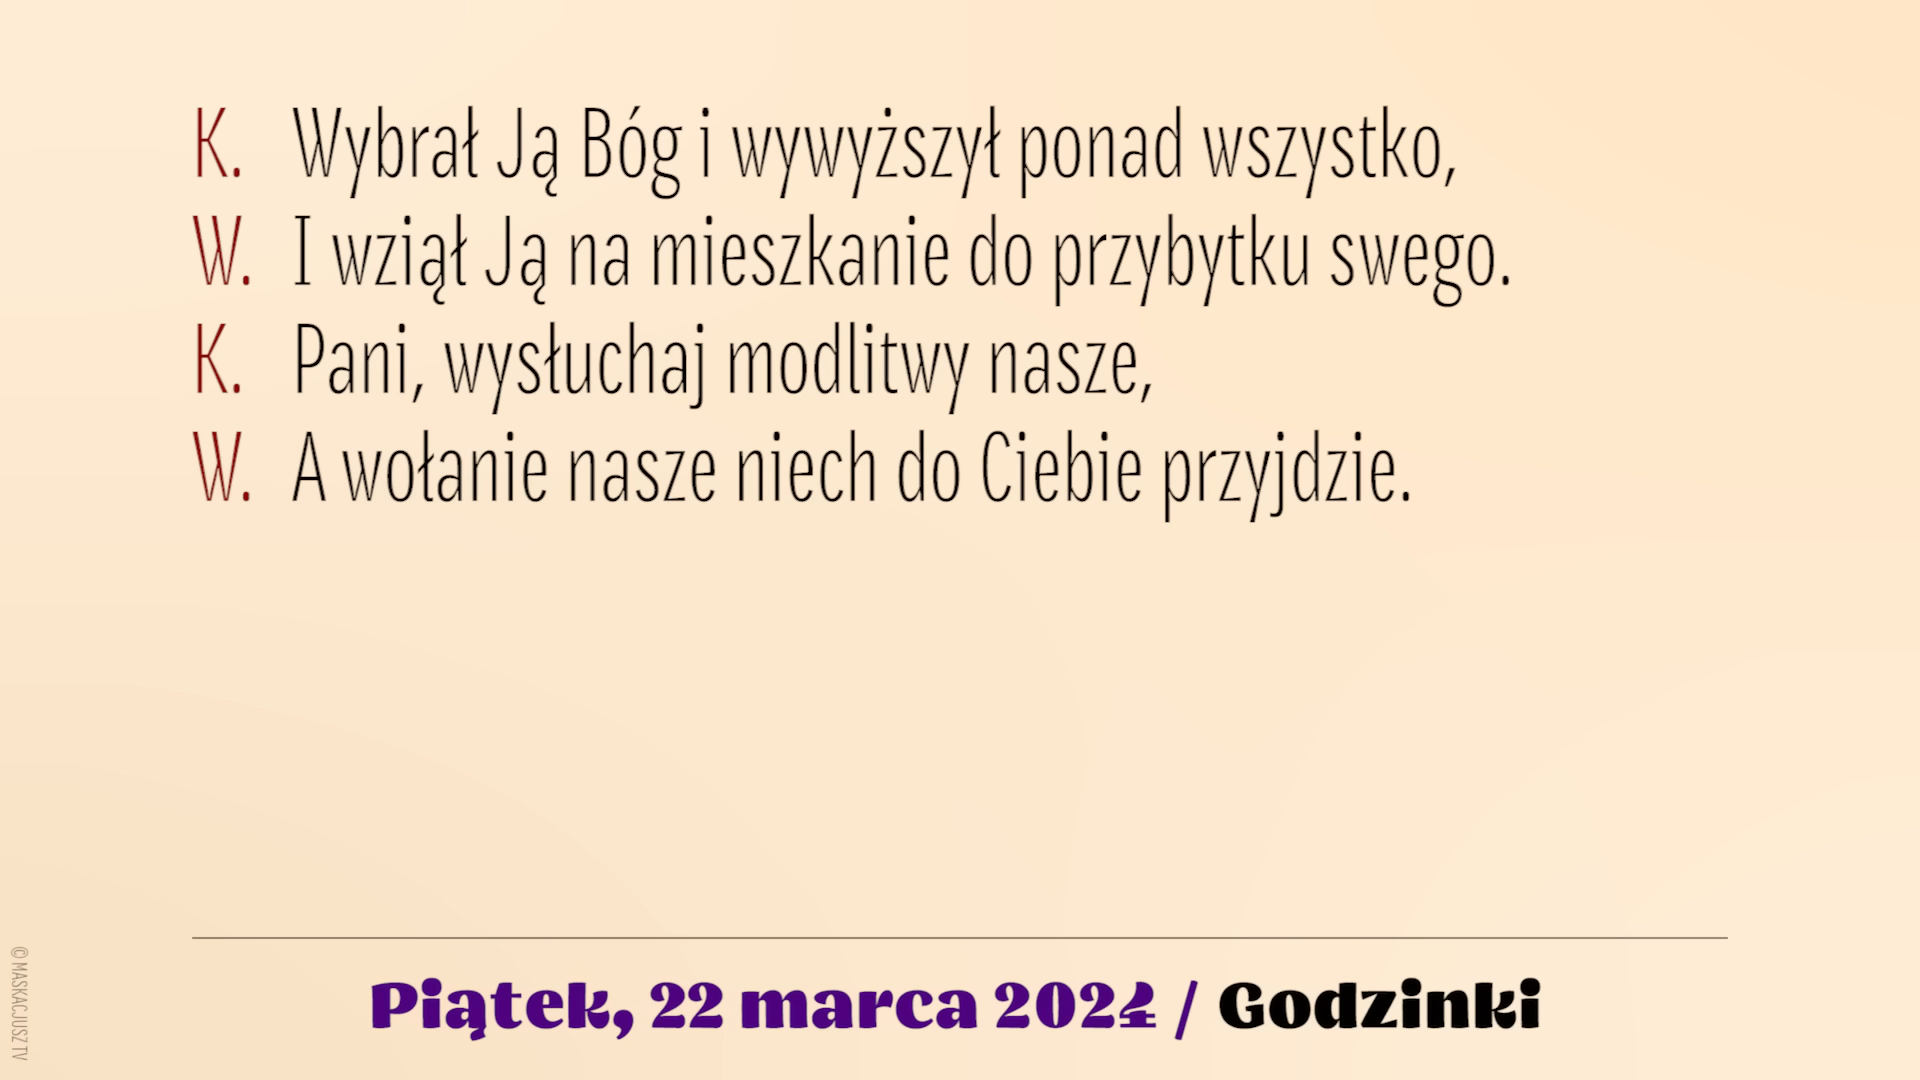 K. Wybrał Ją Bóg i wywyższył ponad wszystko,
W. I wziął Ją na mieszkanie do przybytku swego.
K. Pani, wysłuchaj modlitwy nasze,
W. A wołanie nasze niech do Ciebie przyjdzie.
Piątek, 22 marca 2024 / Godzinki
© MASKACJUSZ TV